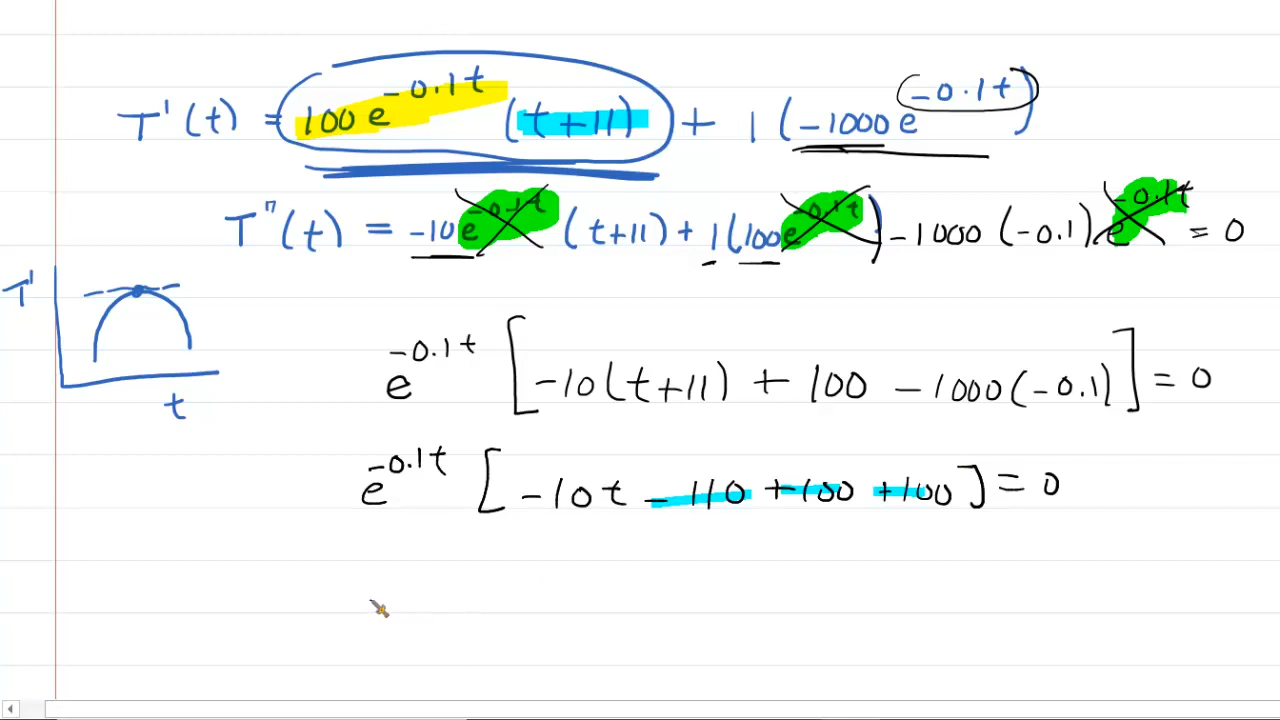 T'(t) = 100e^-0.1t (t+11) + 1(-1000e^-0.1t)
T"(t) = -10e^-0.1t (t+11) + 1(100e^-0.1t) -1000(-0.1)e^-0.1t = 0
T'
t
e^-0.1t [-10(t+11) + 100 - 1000(-0.1)] = 0
e^-0.1t [-10t - 110 + 100 + 100] = 0